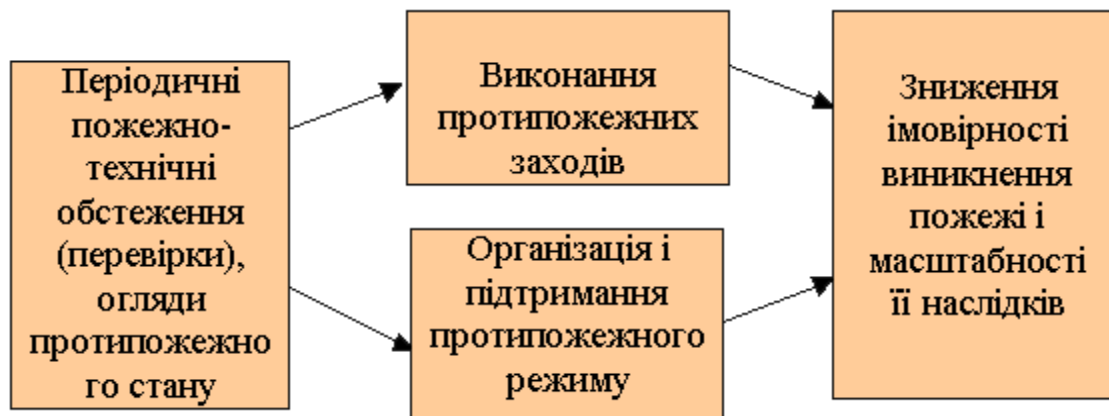 Періодичні
пожежно-
технічні
обстеження
(перевірки),
огляди
протипожежно
го стану
Виконання
протипожежних
заходів
Організація і
підтримання
протипожежного
режиму
Зниження
імовірності
виникнення
пожежі і
масштабності
її наслідків